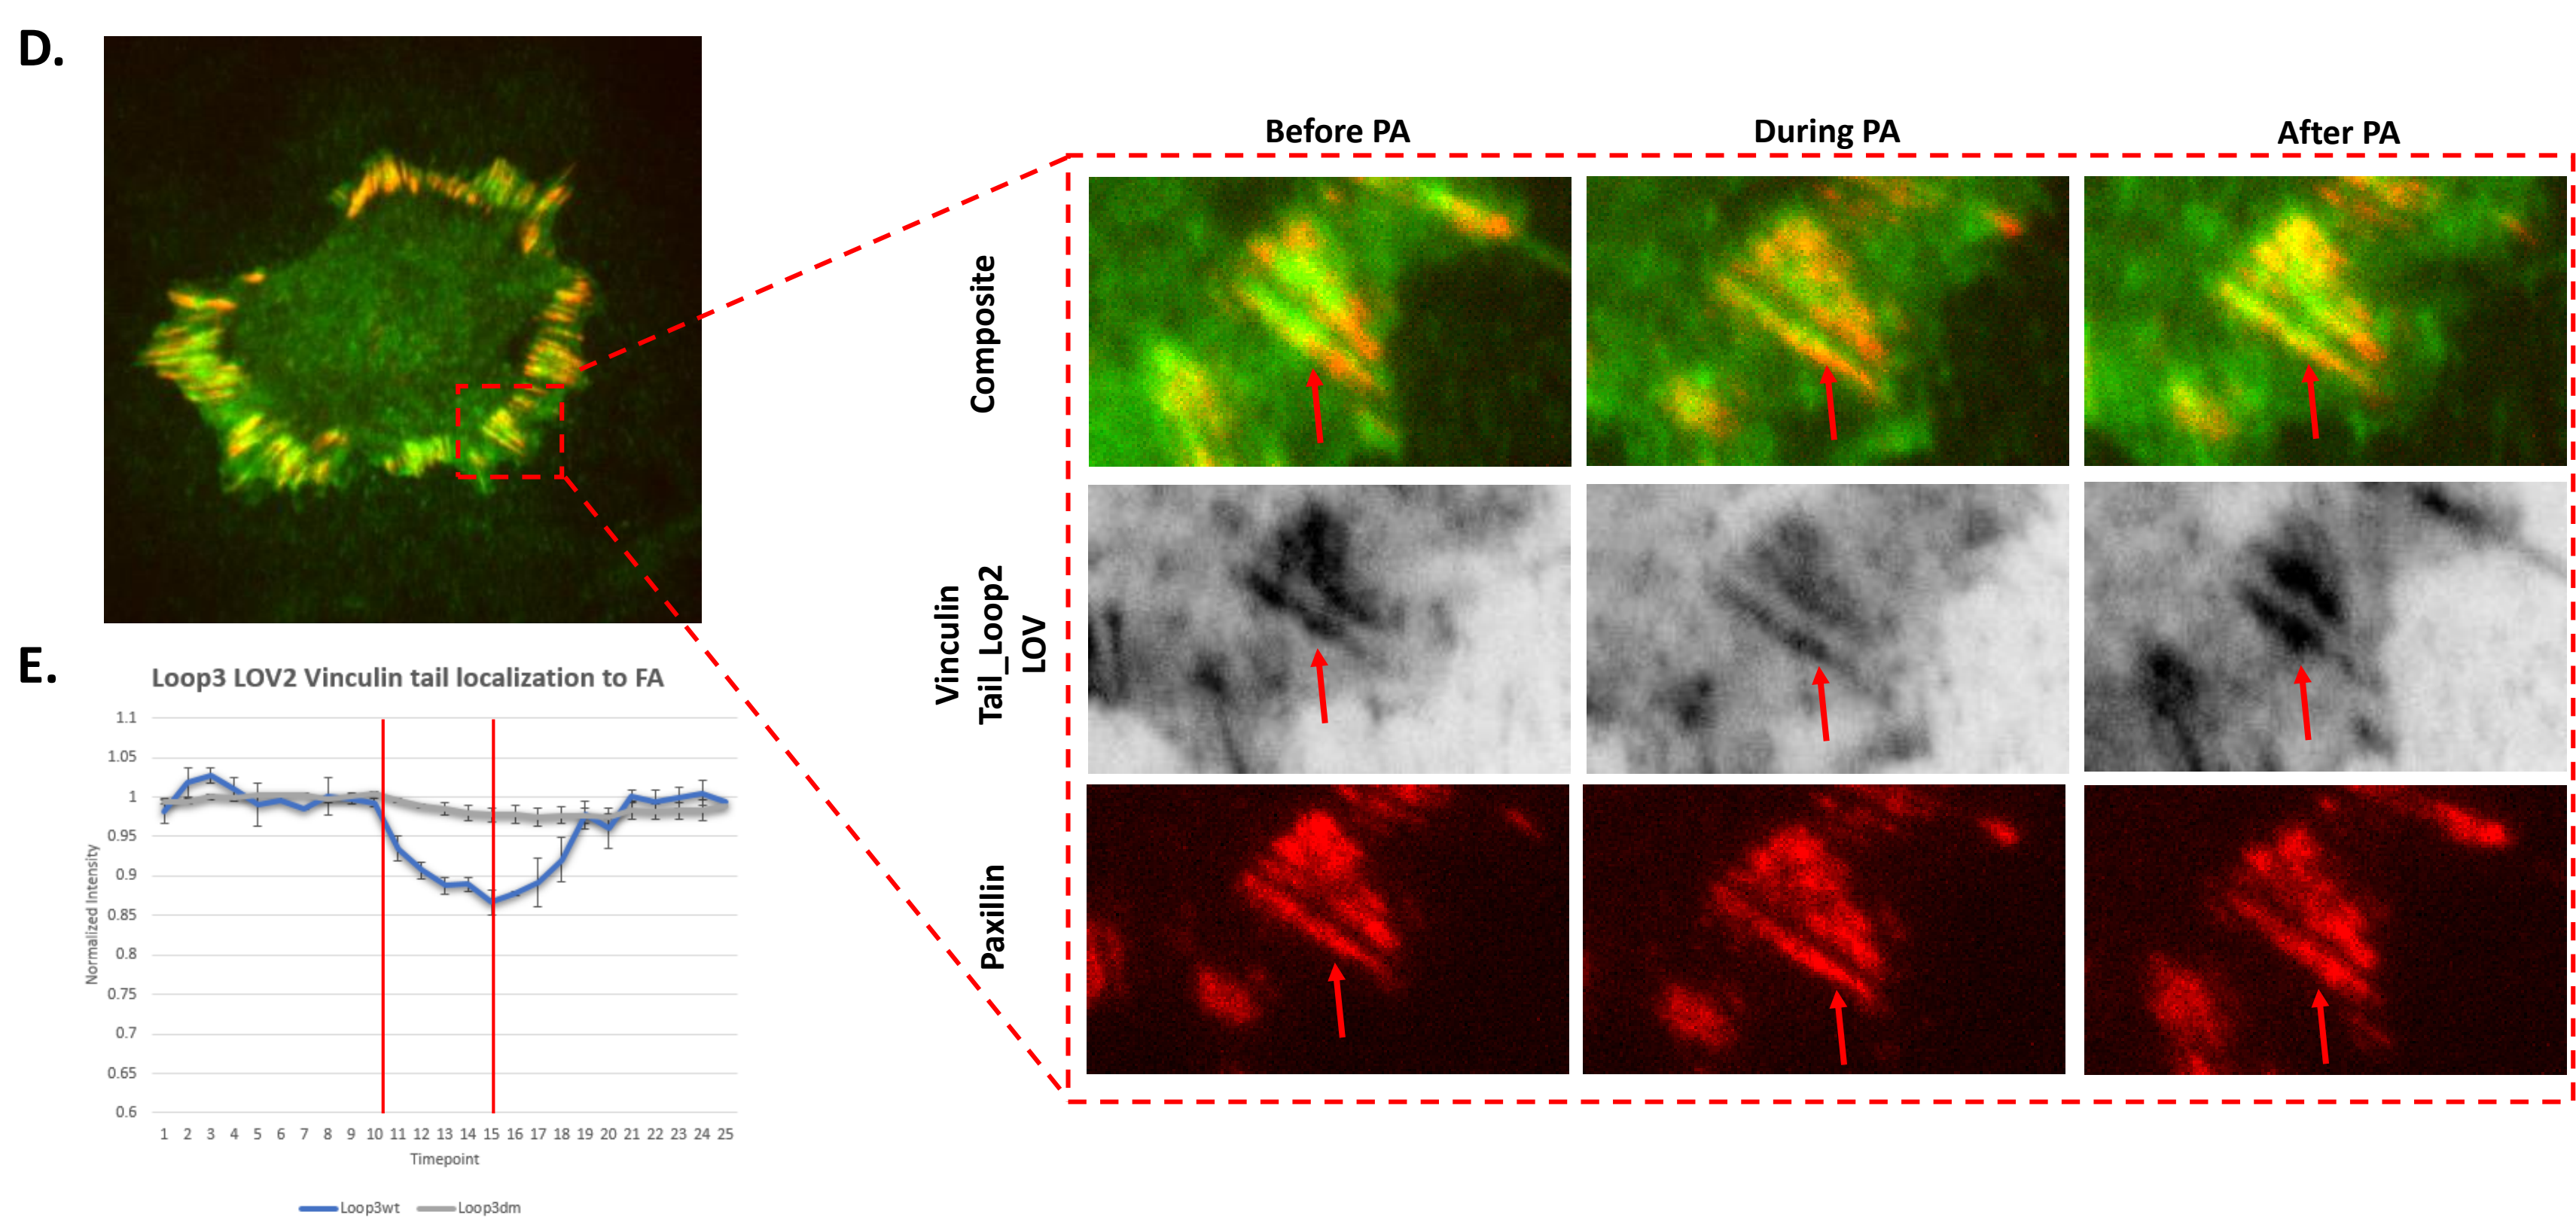 D.
Before PA
During PA
After PA
Composite
Vinculin
Tail_Loop2
LOV
Paxillin
E.
Loop3 LOV2 Vinculin tail localization to FA
1.1
1.05
1
0.95
0.9
0.85
0.8
0.75
0.7
0.65
0.6
Normalized Intensity
1 2 3 4 5 6 7 8 9 10 11 12 13 14 15 16 17 18 19 20 21 22 23 24 25
Timepoint
Loop3wt Loop3dm